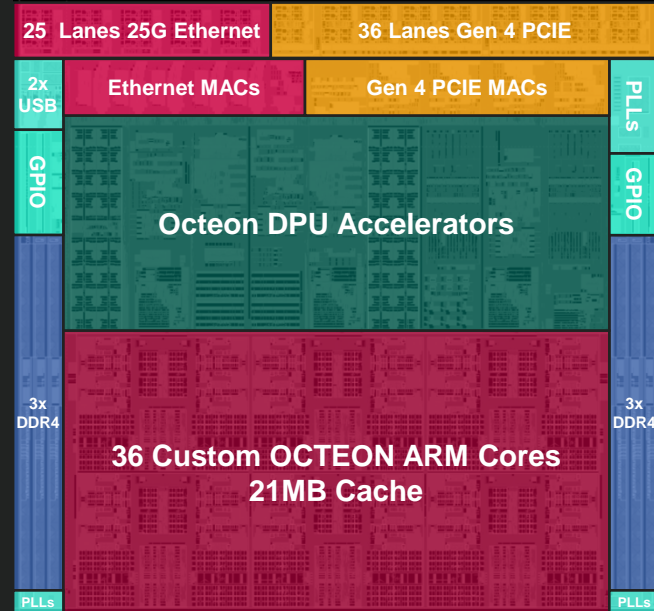 25 Lanes 25G Ethernet
36 Lanes Gen 4 PCIE
2x
USB
Ethernet MACs
Gen 4 PCIE MACs
PLLs
GPIO
Octeon DPU Accelerators
GPIO
3x
DDR4
3x
DDR4
36 Custom OCTEON ARM Cores
21MB Cache
PLLs
PLLs